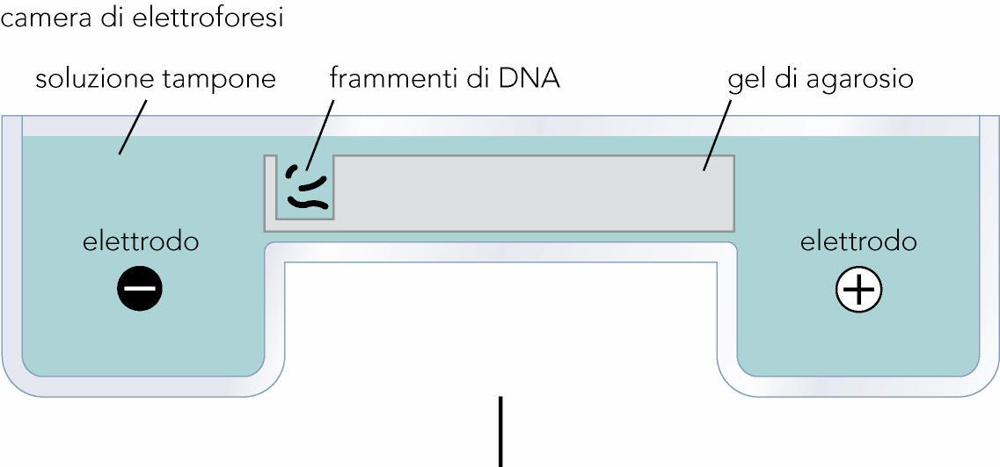 camera di elettroforesi
soluzione tampone
frammenti di DNA
gel di agarosio
elettrodo
elettrodo
−
+